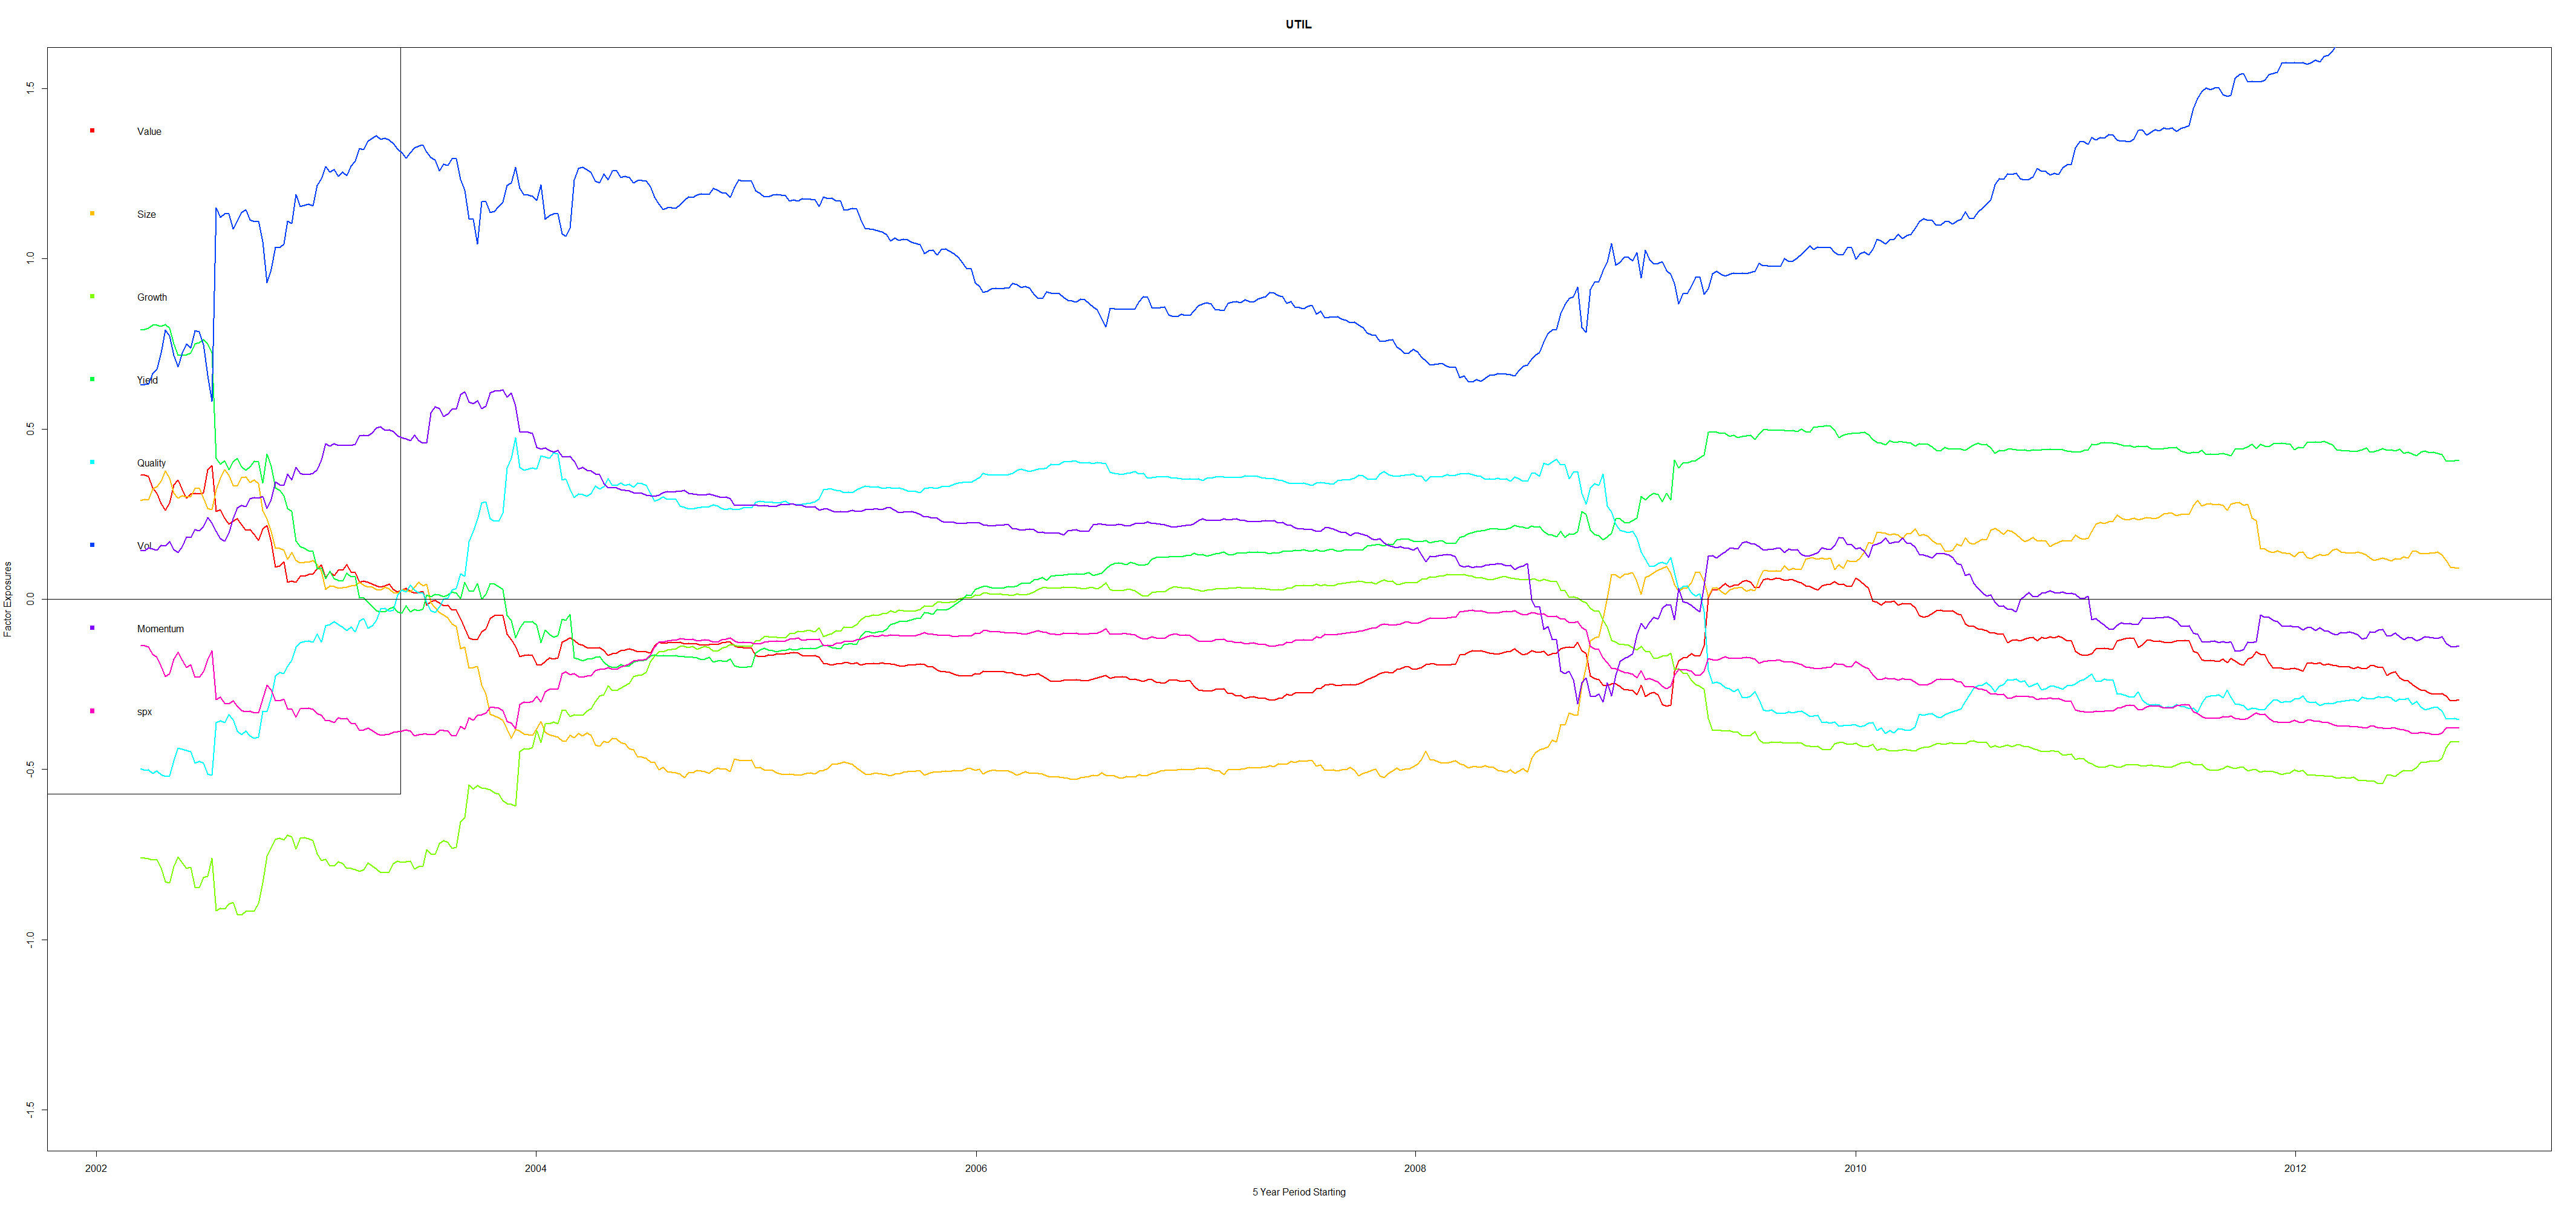 UTIL
Factor Exposures
1.5
1.0
0.5
0.0
-0.5
-1.0
-1.5
Value
Size
Growth
Yield
Quality
Vol
Momentum
spx
2002
2004
2006
2008
2010
2012
5 Year Period Starting